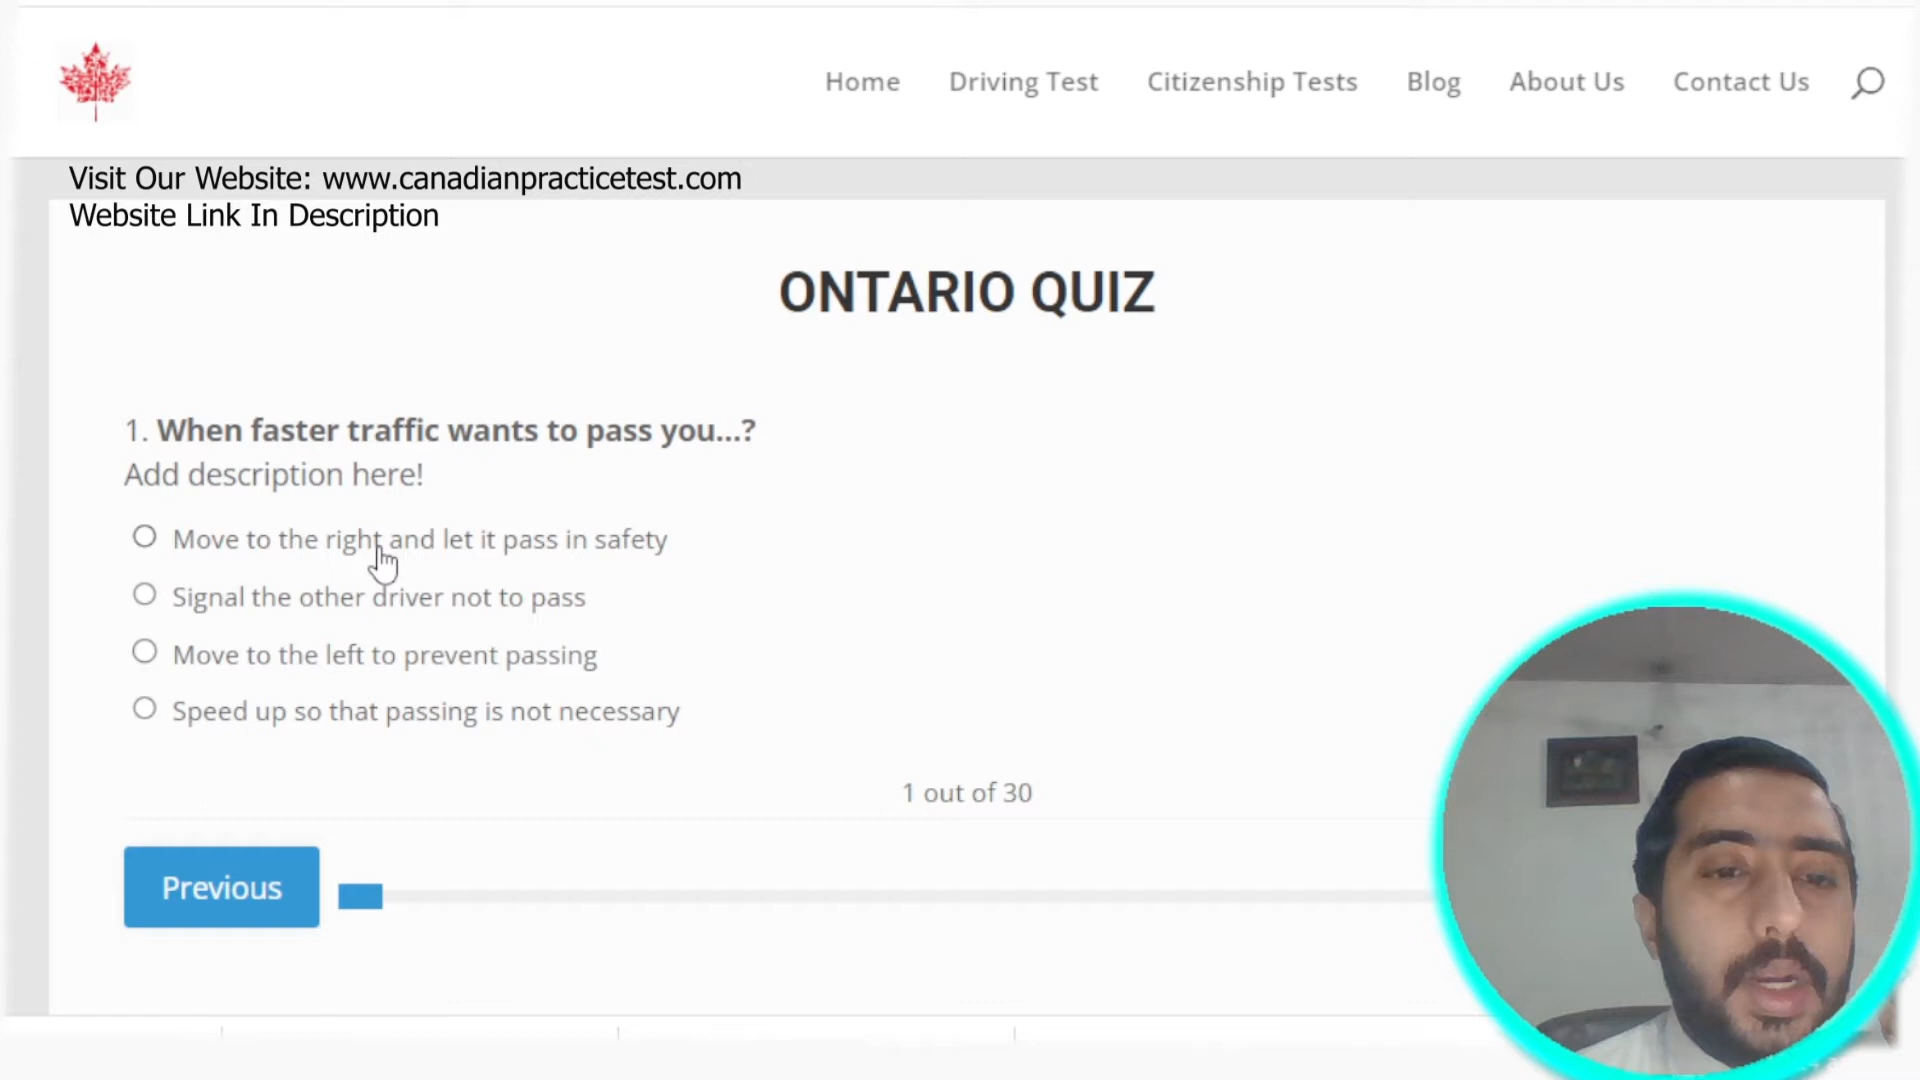 Home Driving Test Citizenship Tests Blog About Us Contact Us
Visit Our Website: www.canadianpracticetest.com
Website Link In Description
ONTARIO QUIZ
1. When faster traffic wants to pass you...?
Add description here!
Move to the right and let it pass in safety
Signal the other driver not to pass
Move to the left to prevent passing
Speed up so that passing is not necessary
1 out of 30
Previous